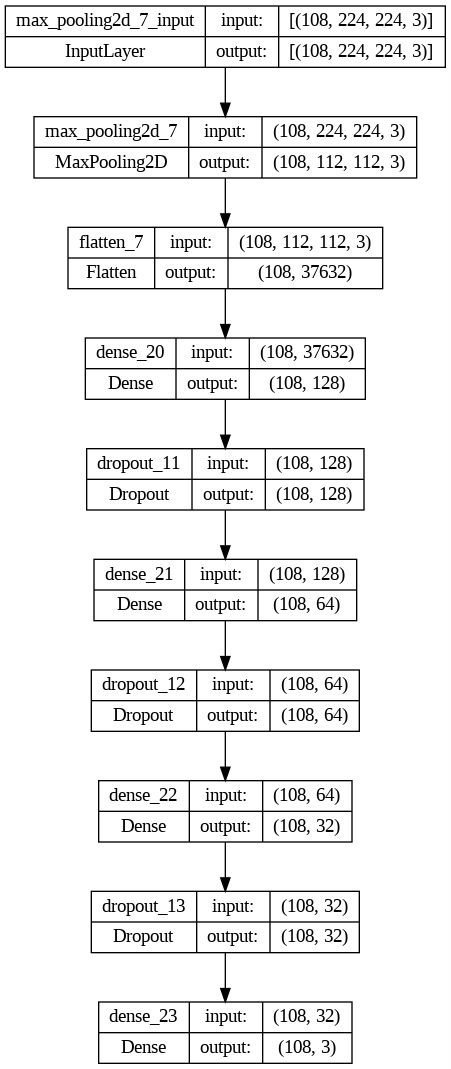 max_pooling2d_7_input input: [(108, 224, 224, 3)]
InputLayer output: [(108, 224, 224, 3)]
max_pooling2d_7 input: (108, 224, 224, 3)
MaxPooling2D output: (108, 112, 112, 3)
flatten_7 input: (108, 112, 112, 3)
Flatten output: (108, 37632)
dense_20 input: (108, 37632)
Dense output: (108, 128)
dropout_11 input: (108, 128)
Dropout output: (108, 128)
dense_21 input: (108, 128)
Dense output: (108, 64)
dropout_12 input: (108, 64)
Dropout output: (108, 64)
dense_22 input: (108, 64)
Dense output: (108, 32)
dropout_13 input: (108, 32)
Dropout output: (108, 32)
dense_23 input: (108, 32)
Dense output: (108, 3)